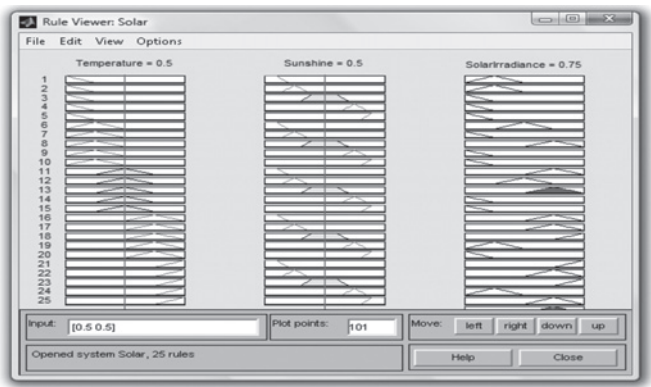 Rule Viewer: Solar
File Edit View Options
Temperature = 0.5
Sunshine = 0.5
SolarIrradiance = 0.75
1
2
3
4
5
6
7
8
9
10
11
12
13
14
15
16
17
18
19
20
21
22
23
24
25
Input: [0.5 0.5]
Plot points: 101
Move: left right down up
Opened system Solar, 25 rules
Help Close